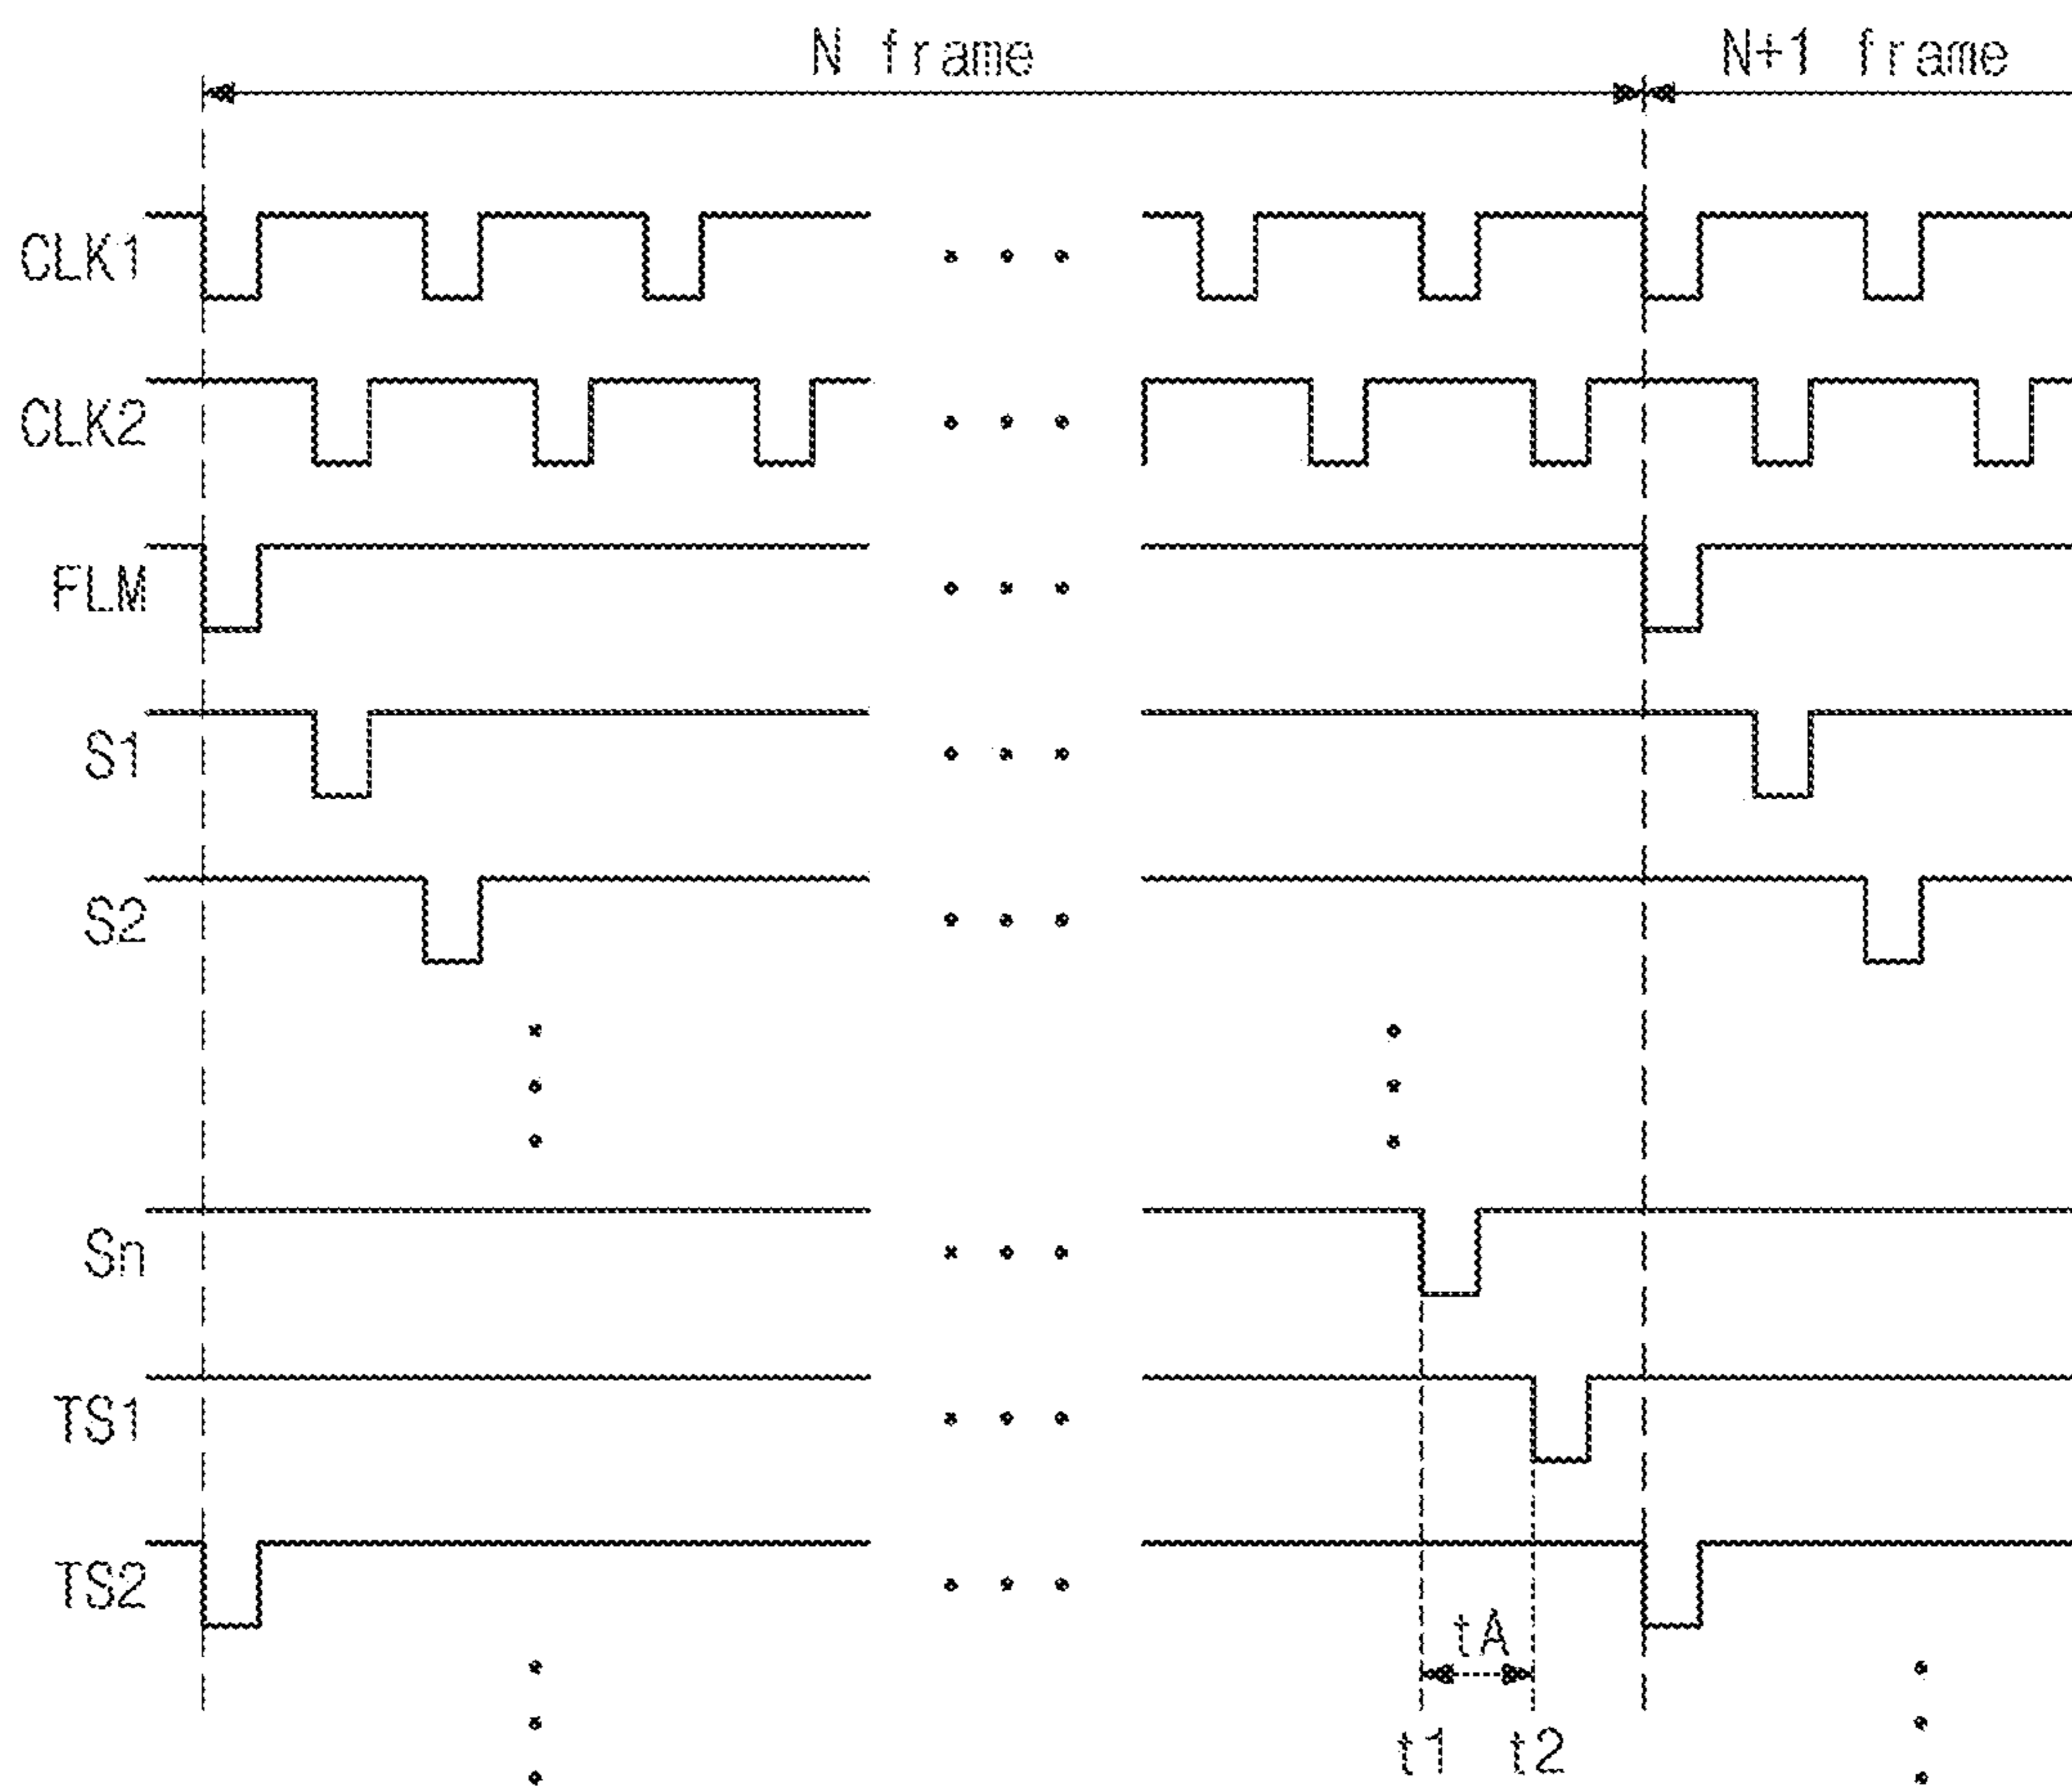 N frame N+1 frame
CLK1
CLK2
FLM
S1
S2
Sn
TS1
TS2
tA
t1 t2